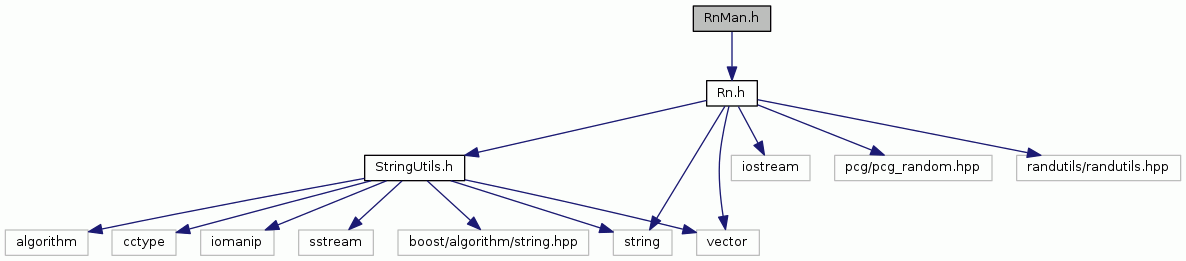 RnMan.h
Rn.h
StringUtils.h
iostream
pcg/pcg_random.hpp
randutils/randutils.hpp
algorithm
cctype
iomanip
sstream
boost/algorithm/string.hpp
string
vector